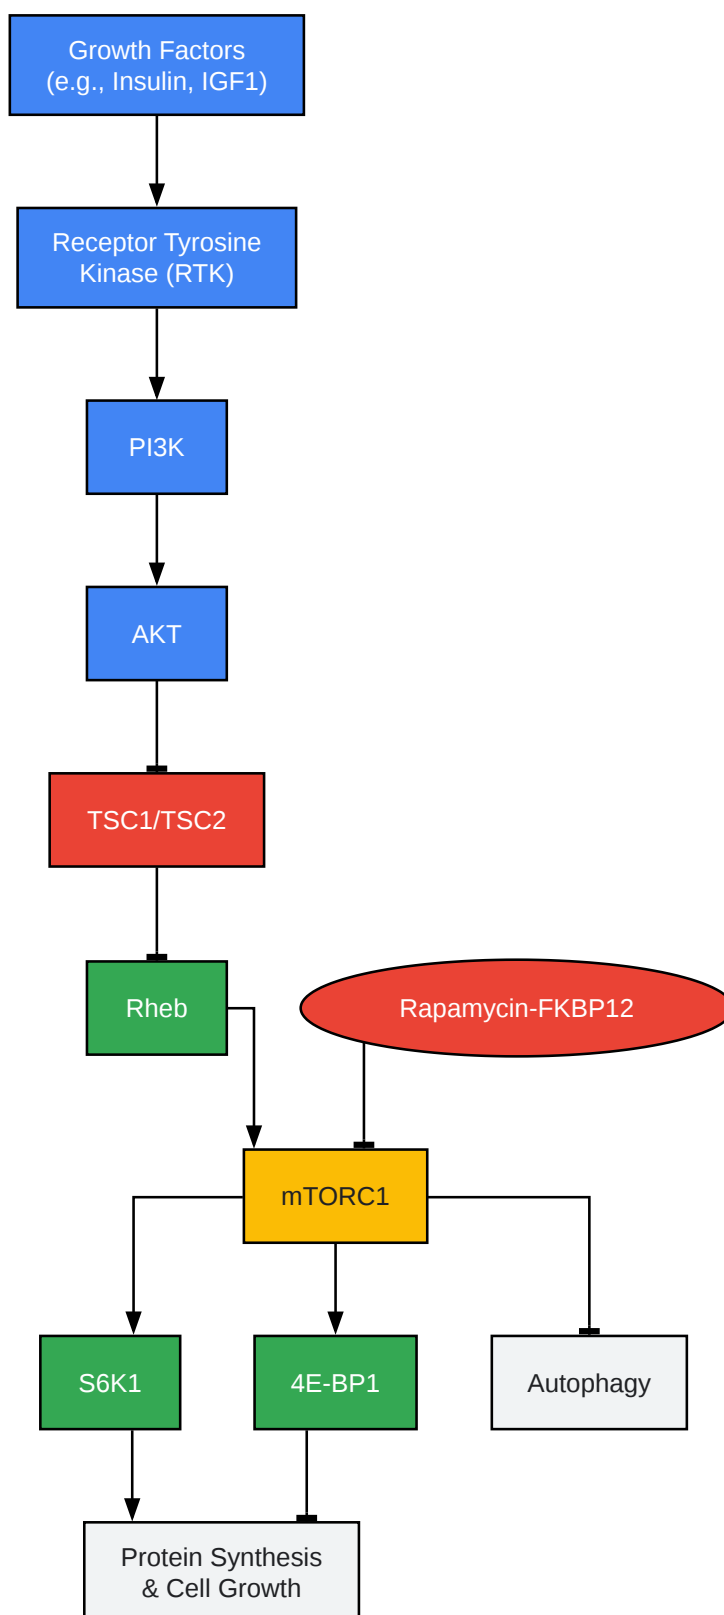 Growth Factors
(e.g., Insulin, IGF1)
Receptor Tyrosine
Kinase (RTK)
PI3K
AKT
TSC1/TSC2
Rheb
Rapamycin-FKBP12
mTORC1
S6K1
4E-BP1
Autophagy
Protein Synthesis
& Cell Growth